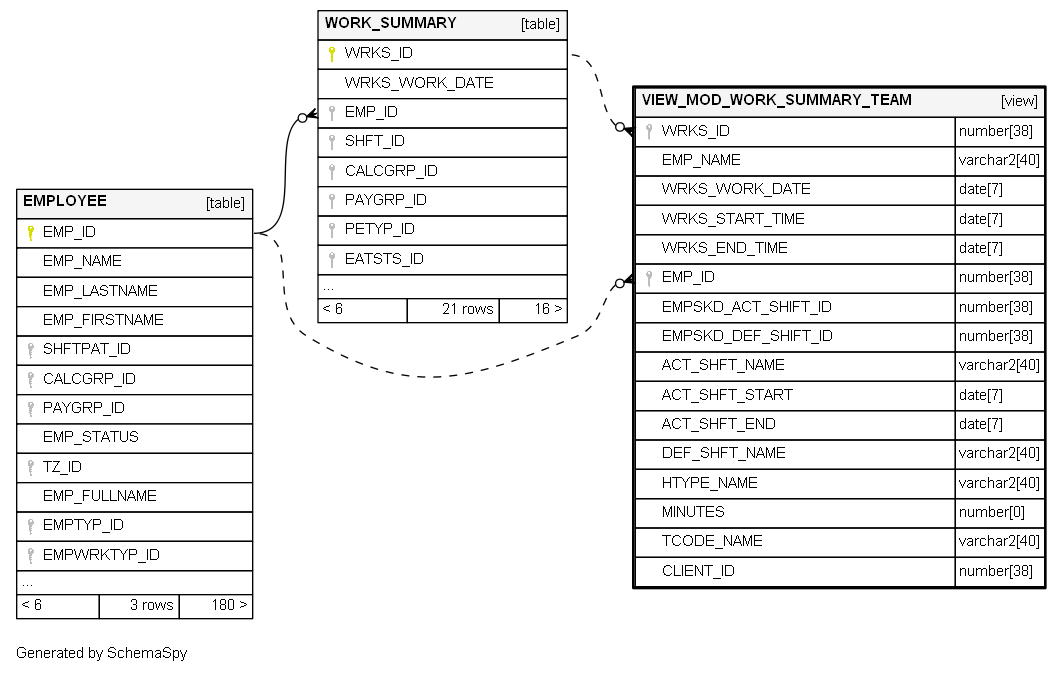 WORK_SUMMARY [table]
WRKS_ID
WRKS_WORK_DATE
EMP_ID
SHFT_ID
CALCGRP_ID
PAYGRP_ID
PETYP_ID
EATSTS_ID
...
< 6 21 rows 16 >
EMPLOYEE [table]
EMP_ID
EMP_NAME
EMP_LASTNAME
EMP_FIRSTNAME
SHFTPAT_ID
CALCGRP_ID
PAYGRP_ID
EMP_STATUS
TZ_ID
EMP_FULLNAME
EMPTYP_ID
EMPWRKTYP_ID
...
< 6 3 rows 180 >
VIEW_MOD_WORK_SUMMARY_TEAM [view]
WRKS_ID number[38]
EMP_NAME varchar2[40]
WRKS_WORK_DATE date[7]
WRKS_START_TIME date[7]
WRKS_END_TIME date[7]
EMP_ID number[38]
EMPSKD_ACT_SHIFT_ID number[38]
EMPSKD_DEF_SHIFT_ID number[38]
ACT_SHFT_NAME varchar2[40]
ACT_SHFT_START date[7]
ACT_SHFT_END date[7]
DEF_SHFT_NAME varchar2[40]
HTYPE_NAME varchar2[40]
MINUTES number[0]
TCODE_NAME varchar2[40]
CLIENT_ID number[38]
Generated by SchemaSpy